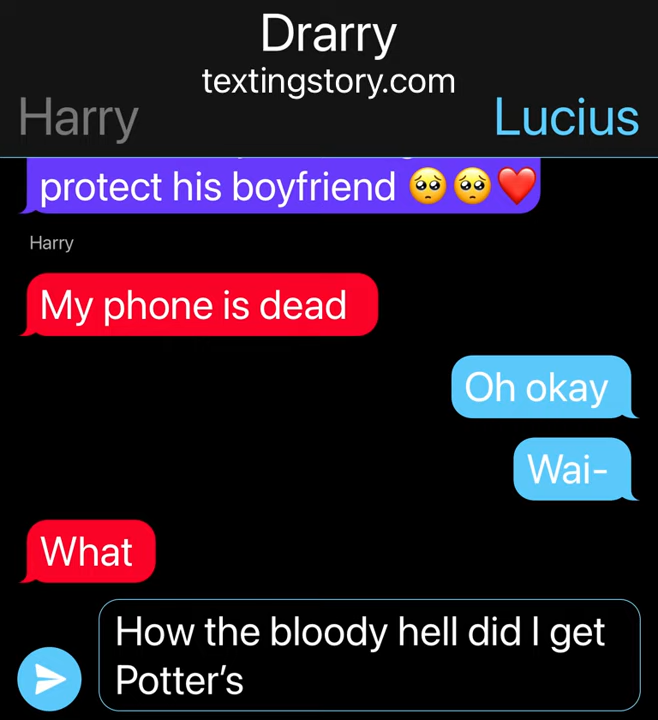 Drarry
textingstory.com
Harry
Lucius
protect his boyfriend 🥺🥺❤️
Harry
My phone is dead
Oh okay
Wai-
What
How the bloody hell did I get
Potter’s